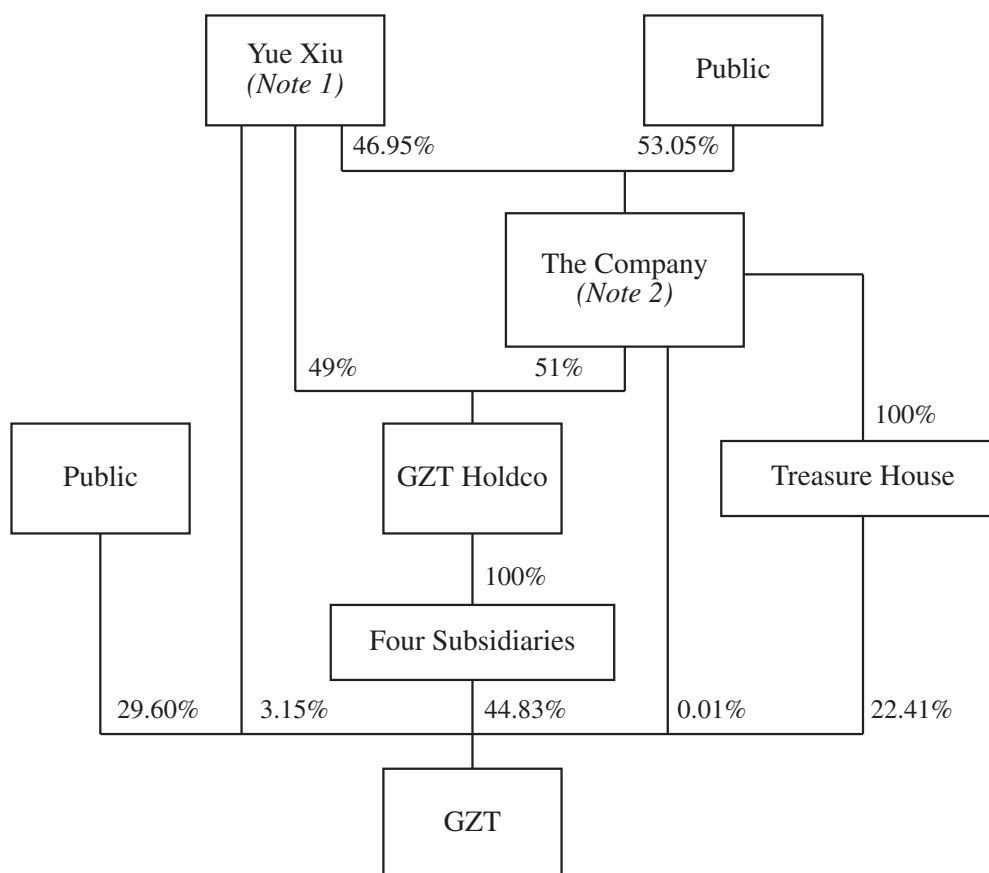 Yue Xiu
(Note 1)
Public
46.95%
53.05%
The Company
(Note 2)
49%
51%
100%
Public
GZT Holdco
Treasure House
100%
Four Subsidiaries
29.60%
3.15%
44.83%
0.01%
22.41%
GZT